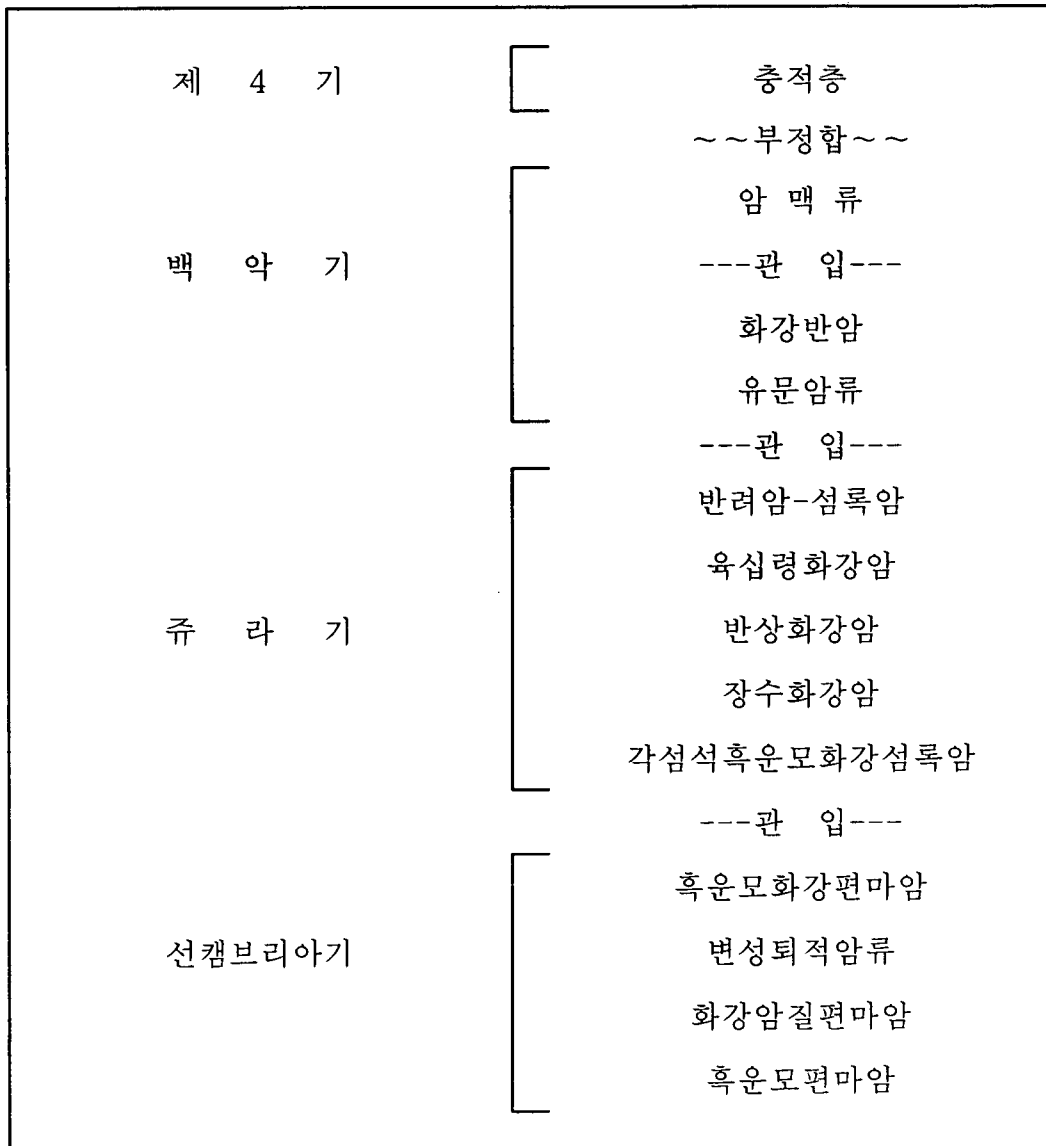 제 4 기 충적층
~~부정합~~
암 맥 류
백 악 기 ---관 입---
화강반암
유문암류
---관 입---
반려암-섬록암
육십령화강암
쥬 라 기 반상화강암
장수화강암
각섬석흑운모화강섬록암
---관 입---
흑운모화강편마암
선캠브리아기 변성퇴적암류
화강암질편마암
흑운모편마암